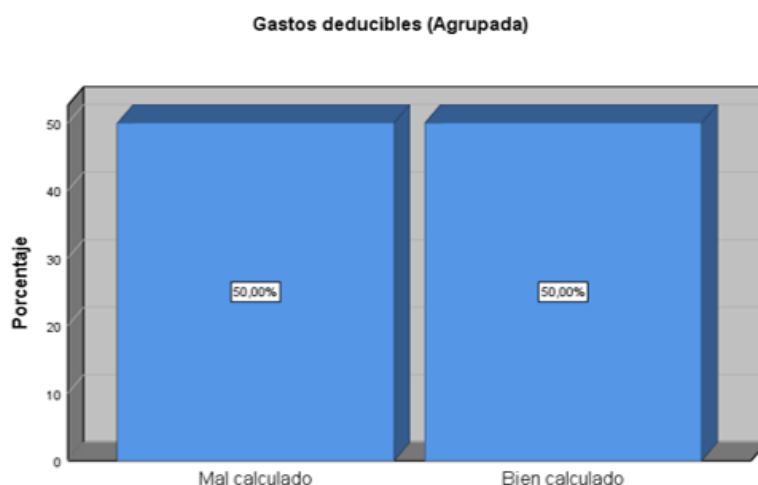 Gastos deducibles (Agrupada)
Porcentaje
50
40
30
20
10
0
50,00%
50,00%
Mal calculado
Bien calculado